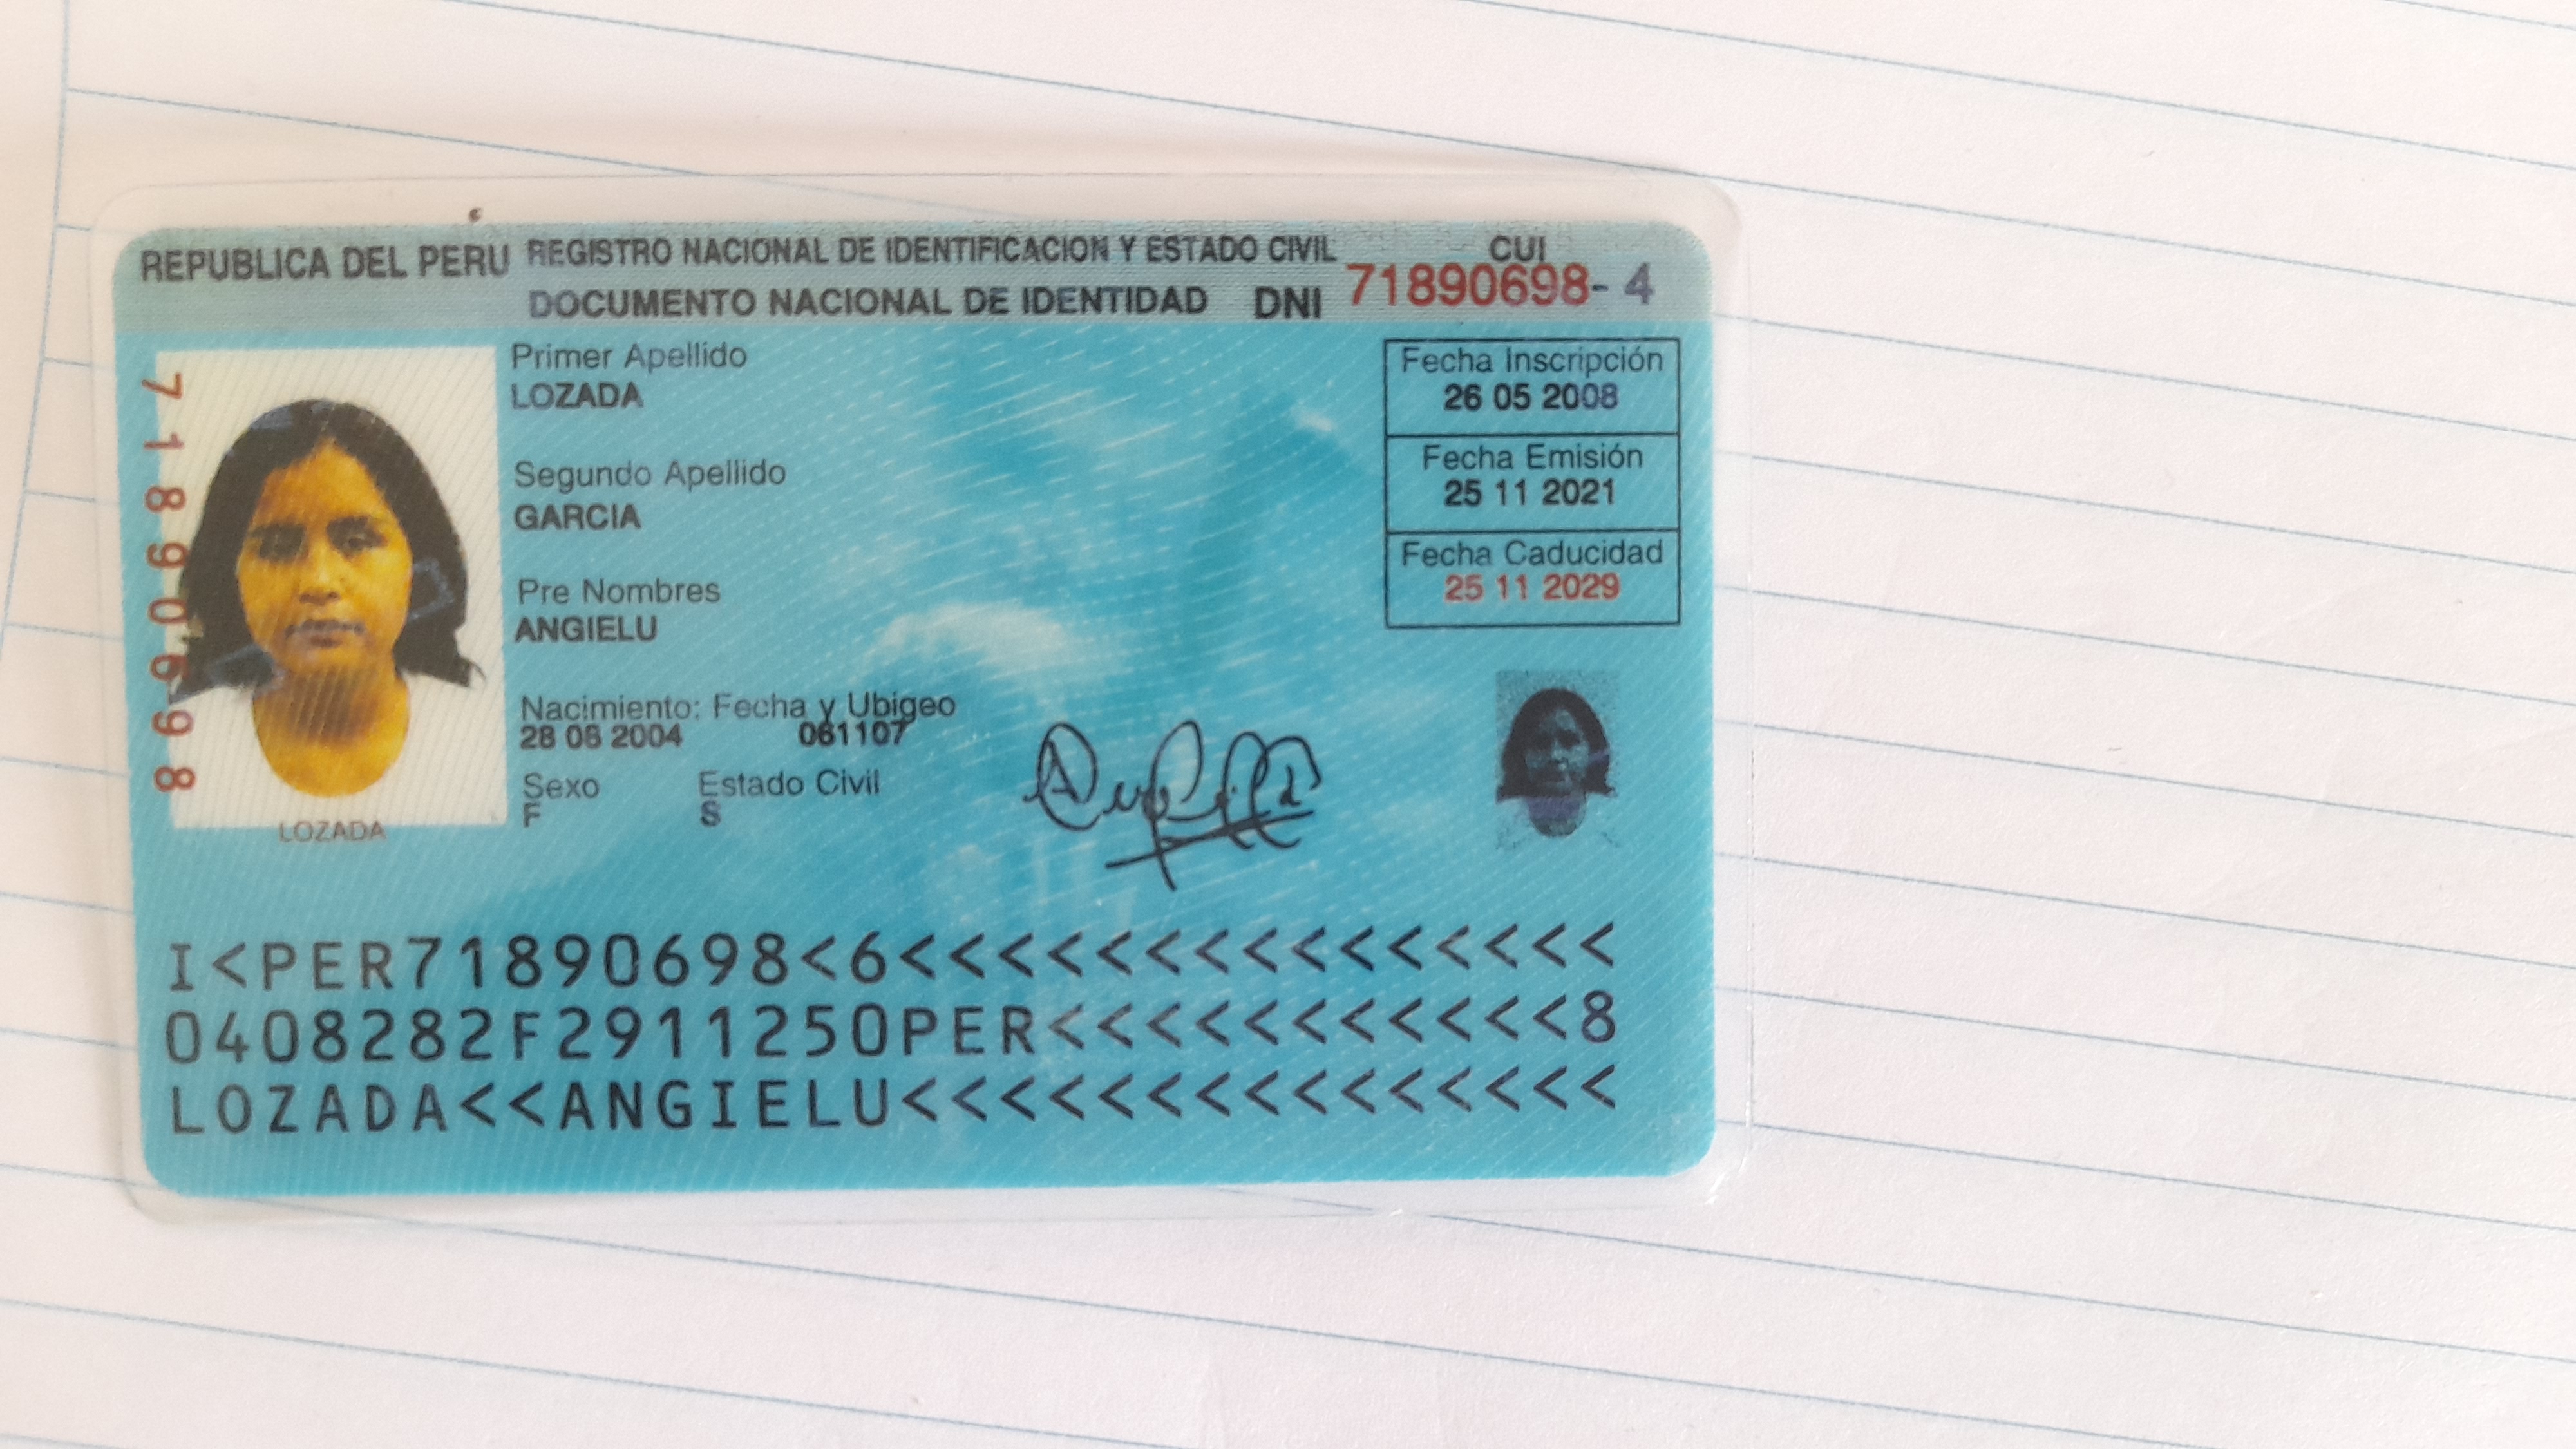 REPUBLICA DEL PERU REGISTRO NACIONAL DE IDENTIFICACION Y ESTADO CIVIL
CUI
DOCUMENTO NACIONAL DE IDENTIDAD DNI 71890698-4
71890698
Primer Apellido
LOZADA
Segundo Apellido
GARCIA
Pre Nombres
ANGIELU
Nacimiento: Fecha y Ubigeo
28 08 2004 061107
Sexo Estado Civil
F S
Fecha Inscripción
26 05 2008
Fecha Emisión
25 11 2021
Fecha Caducidad
25 11 2029
LOZADA
I<PER71890698<6<<<<<<<<<<<<<<<
0408282F2911250PER<<<<<<<<<<<8
LOZADA<<ANGIELU<<<<<<<<<<<<<<<